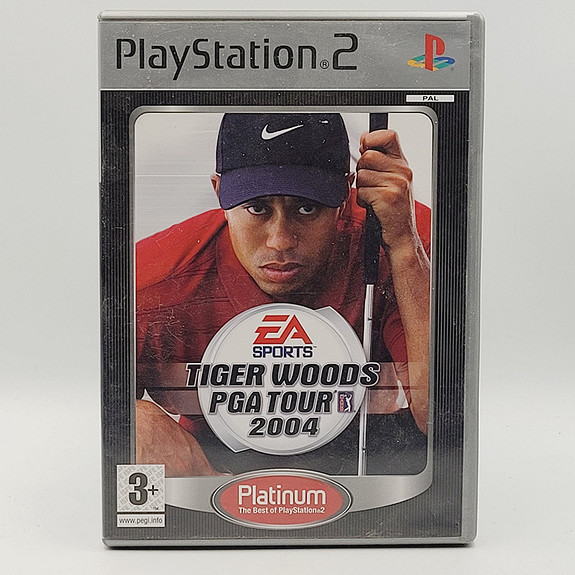 PlayStation®2
PAL
EA
SPORTS™
TIGER WOODS
PGA TOUR
2004
3+
www.pegi.info
Platinum
The Best of PlayStation®2